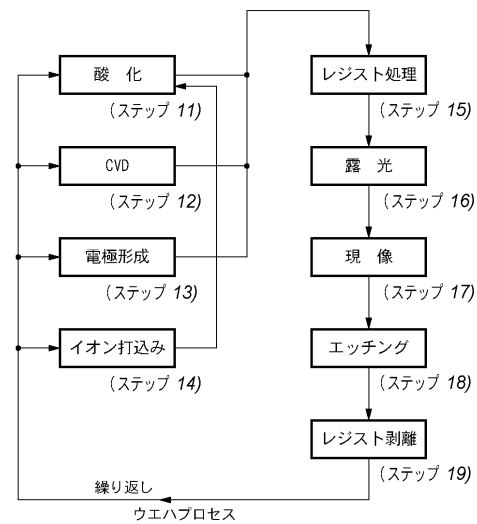 酸 化
(ステップ 11)
CVD
(ステップ 12)
電極形成
(ステップ 13)
イオン打込み
(ステップ 14)
レジスト処理
(ステップ 15)
露 光
(ステップ 16)
現 像
(ステップ 17)
エッチング
(ステップ 18)
レジスト剥離
(ステップ 19)
繰り返し
ウエハプロセス